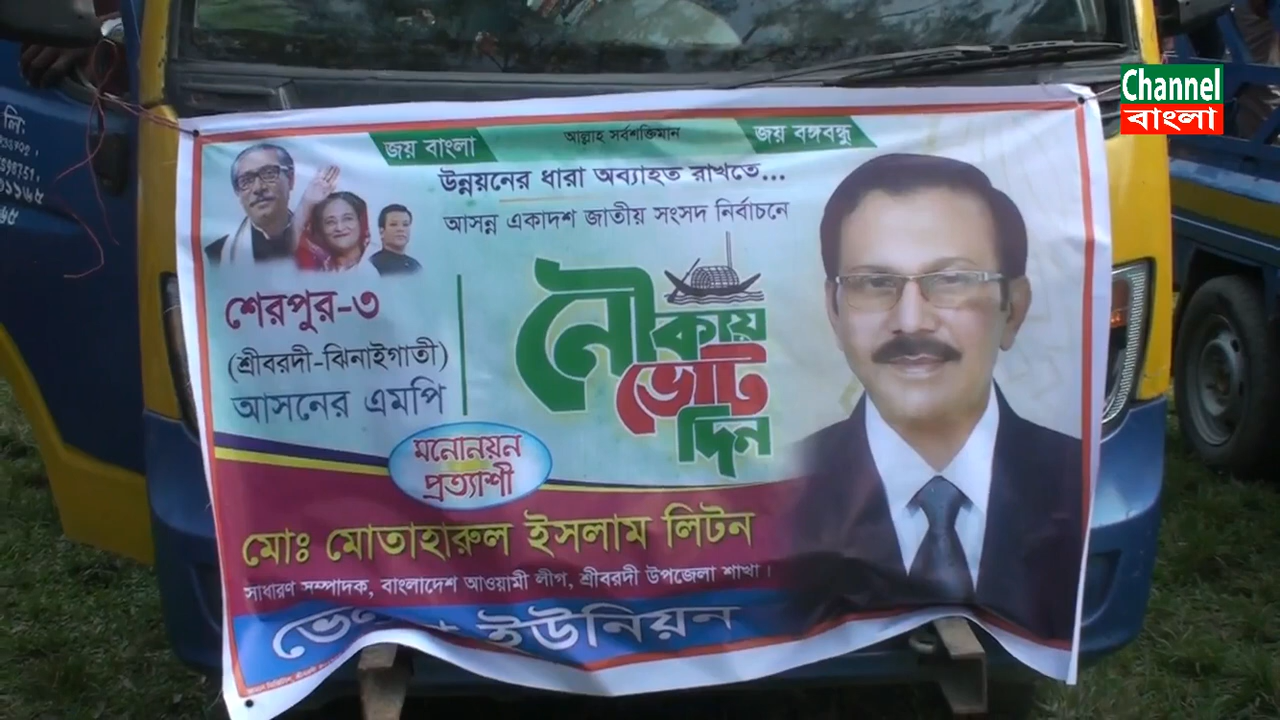 Channel
বাংলা
জয় বাংলা
আল্লাহ সর্বশক্তিমান
জয় বঙ্গবন্ধু
উন্নয়নের ধারা অব্যাহত রাখতে...
আসন্ন একাদশ জাতীয় সংসদ নির্বাচনে
শেরপুর-৩
(শ্রীবরদী-ঝিনাইগাতী)
আসনের এমপি
নৌকায়
ভোট
দিন
মনোনয়ন
প্রত্যাশী
মোঃ মোতাহারুল ইসলাম লিটন
সাধারণ সম্পাদক, বাংলাদেশ আওয়ামী লীগ, শ্রীবরদী উপজেলা শাখা।
ইউনিয়ন
লি: